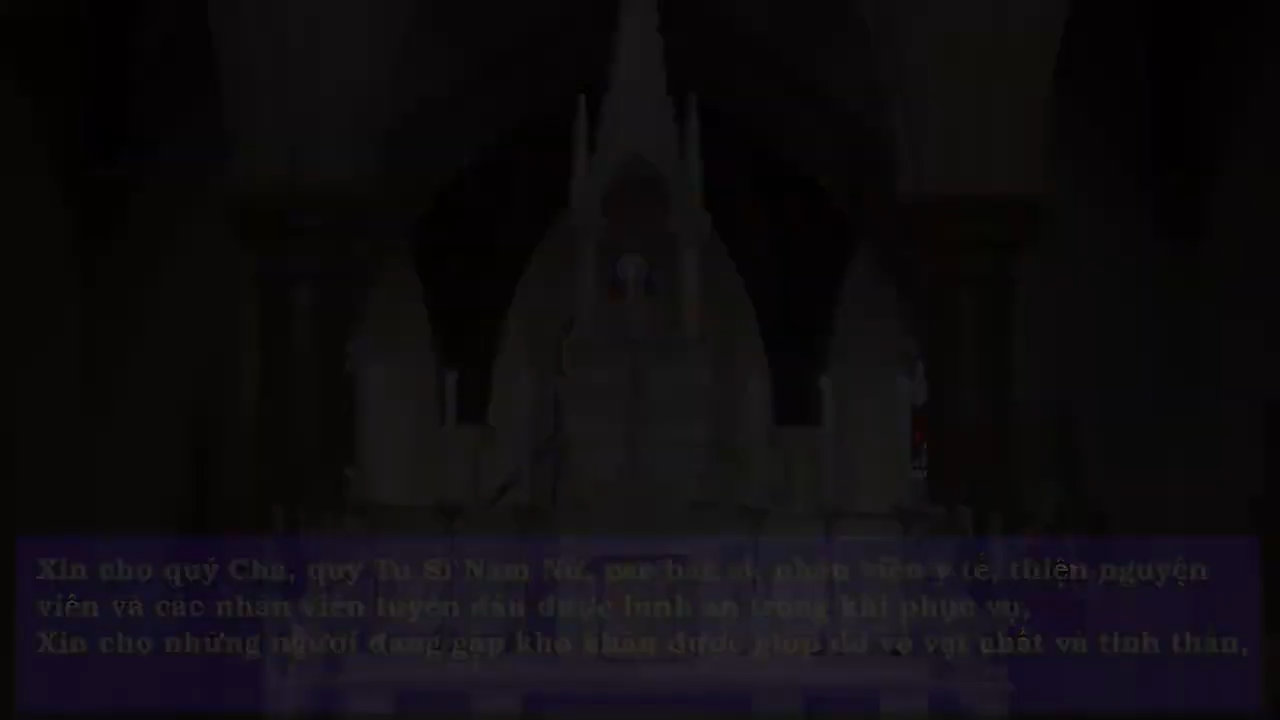 Xin cho quý Cha, quý Tu Sĩ Nam Nữ, các bác sĩ, nhân viên y tế, thiện nguyện
viên và các nhân viên tuyến đầu được bình an trong khi phục vụ,
Xin cho những người đang gặp khó khăn được giúp đỡ về vật chất và tinh thần,